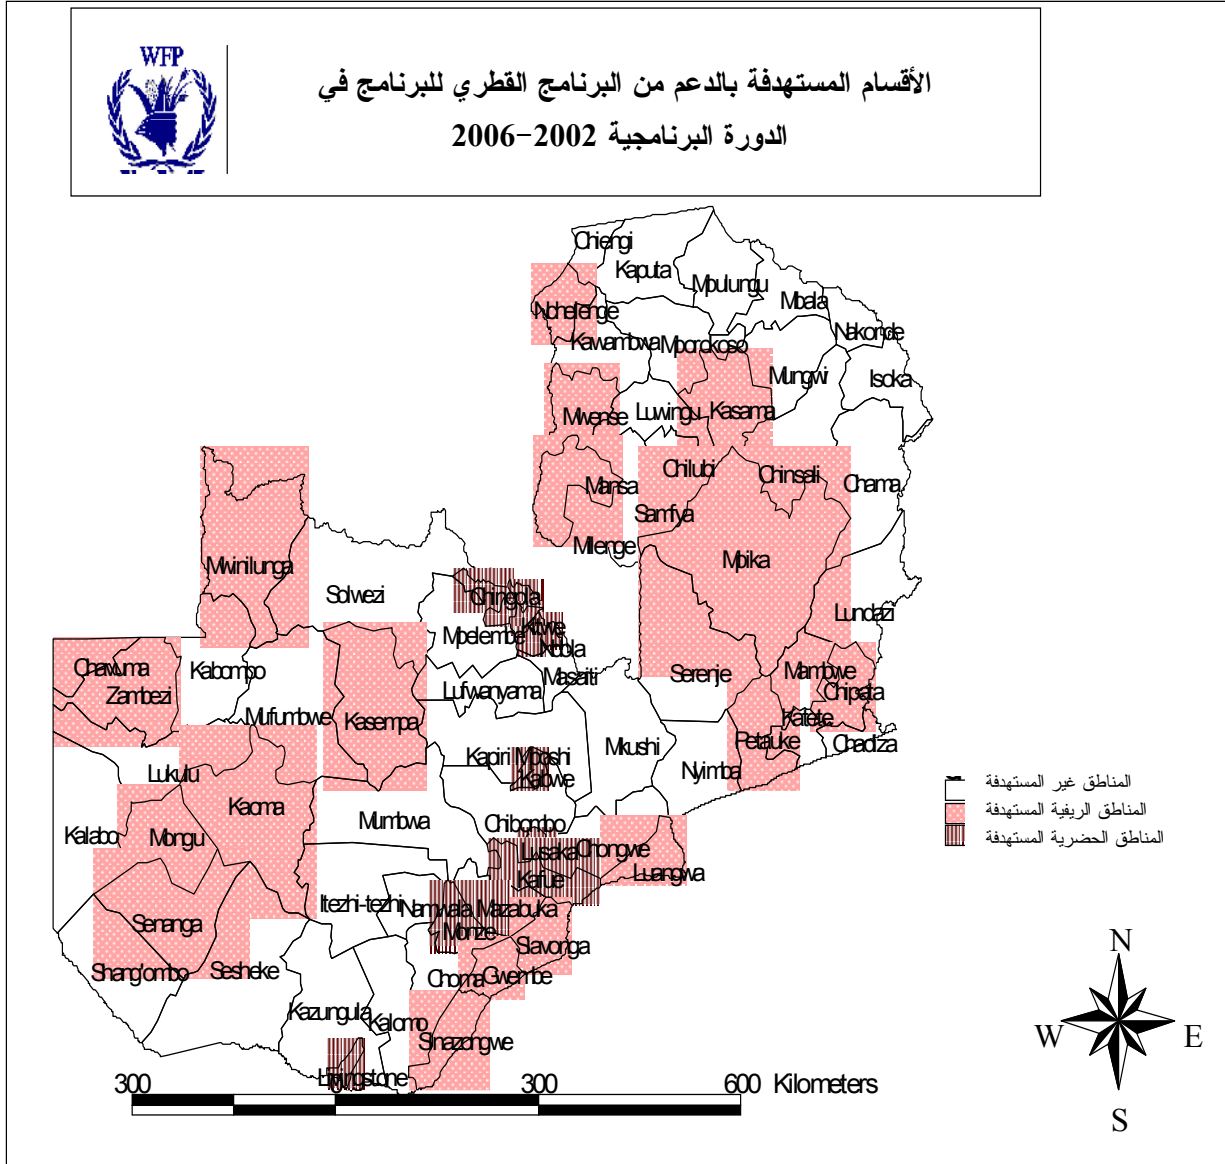 WFP
الأقسام المستهدفة بالدعم من البرنامج القطري للبرنامج في
الدورة البرنامجية 2002-2006
Chiengi
Kaputa
Mpulungu
Mbala
Nakonde
Nchelenge
Kawambwa
Mporokoso
Mungwi
Isoka
Mwense
Luwingu
Kasama
Chilubi
Chinsali
Chama
Mansa
Samfya
Milenge
Mpika
Mwinilunga
Solwezi
Chingola
Kitwe
Mpelembe
Ndola
Lundazi
Chavuma
Zambezi
Kabompo
Lufwanyama
Masaiti
Serenje
Mambwe
Chipata
Mufumbwe
Kasempa
Katete
Petauke
Chadiza
Kapiri Mposhi
Mkushi
Nyimba
Kabwe
Lukulu
Kaoma
Mumbwa
Chibombo
Kalabo
Mongu
Lusaka
Chongwe
Kafue
Luangwa
Itezhi-tezhi
Namwala
Mazabuka
Senanga
Monze
Siavonga
Shang'ombo
Sesheke
Choma
Gwembe
Kazungula
Kalomo
Sinazongwe
Livingstone
المناطق غير المستهدفة
المناطق الريفية المستهدفة
المناطق الحضرية المستهدفة
N
W
E
S
300
0
300
600 Kilometers